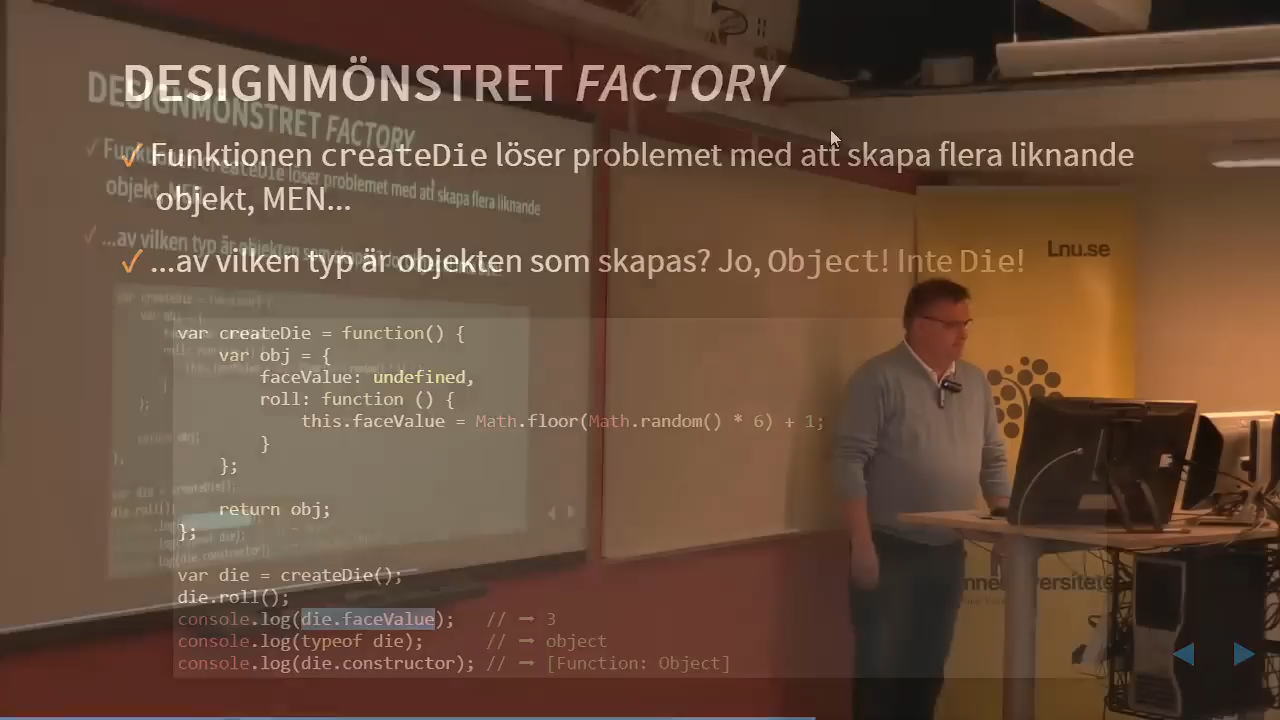 DESIGNMÖNSTRET FACTORY
✓ Funktionen createDie löser problemet med att skapa flera liknande
objekt, MEN...
✓ ...av vilken typ är objekten som skapas? Jo, Object! Inte Die!
var createDie = function() {
    var obj = {
        faceValue: undefined,
        roll: function () {
            this.faceValue = Math.floor(Math.random() * 6) + 1;
        }
    };
    return obj;
};
var die = createDie();
die.roll();
console.log(die.faceValue);   // → 3
console.log(typeof die);      // → object
console.log(die.constructor); // → [Function: Object]
DESIGNMÖNSTRET FACTORY
Lnu.se